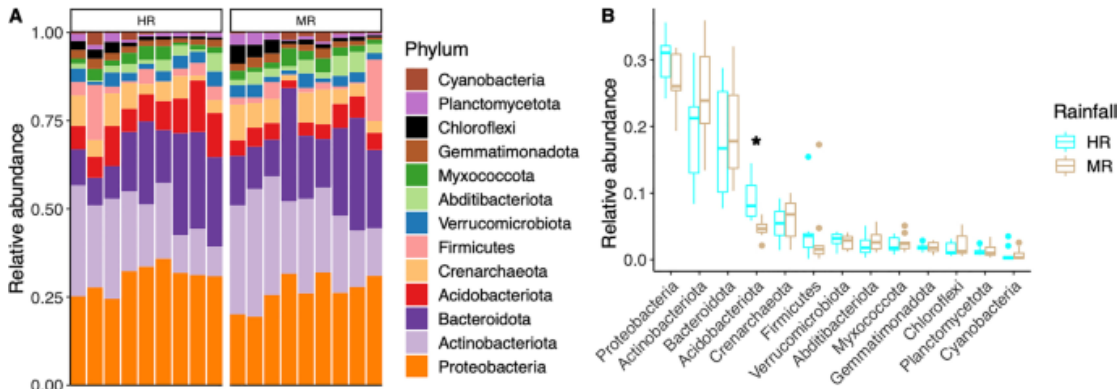 A
HR
MR
Relative abundance
1.00
0.75
0.50
0.25
0.00
Phylum
Cyanobacteria
Planctomycetota
Chloroflexi
Gemmatimonadota
Myxococcota
Abditibacteriota
Verrucomicrobiota
Firmicutes
Crenarchaeota
Acidobacteriota
Bacteroidota
Actinobacteriota
Proteobacteria
B
Relative abundance
0.3
0.2
0.1
0.0
*
Proteobacteria
Actinobacteriota
Bacteroidota
Acidobacteriota
Crenarchaeota
Firmicutes
Verrucomicrobiota
Abditibacteriota
Myxococcota
Gemmatimonadota
Chloroflexi
Planctomycetota
Cyanobacteria
Rainfall
HR
MR